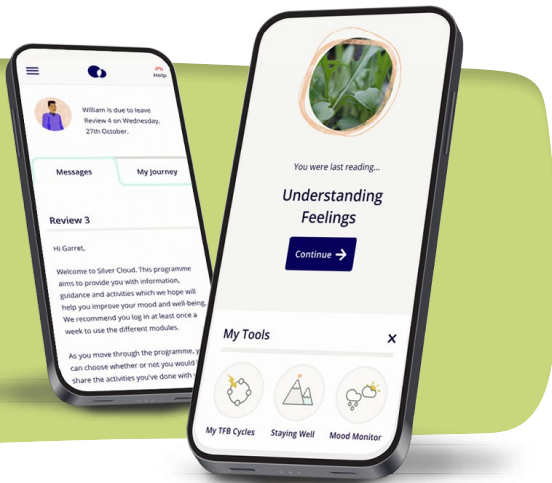 Help
William is due to leave
Review 4 on Wednesday,
27th October.
Messages
My Journey
Review 3
Hi Garret,
Welcome to Silver Cloud. This programme
aims to provide you with information,
guidance and activities which we hope will
help you improve your mood and well-being.
We recommend you log in at least once a
week to use the different modules.
As you move through the programme,
can choose whether or not you would
share the activities you've done with
You were last reading...
Understanding
Feelings
Continue
My Tools
My TFB Cycles
Staying Well
Mood Monitor